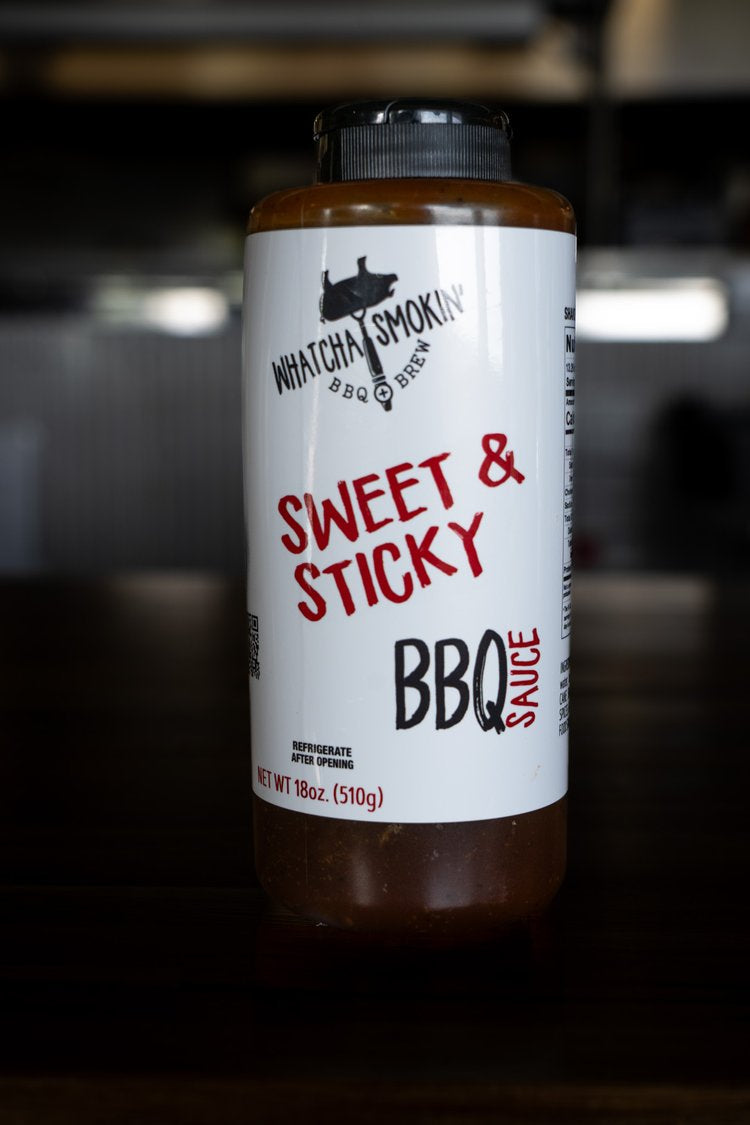 WHATCHA SMOKIN'
BBQ BREW
SWEET &
STICKY
BBQ
SAUCE
REFRIGERATE
AFTER OPENING
NET WT 18oz. (510g)